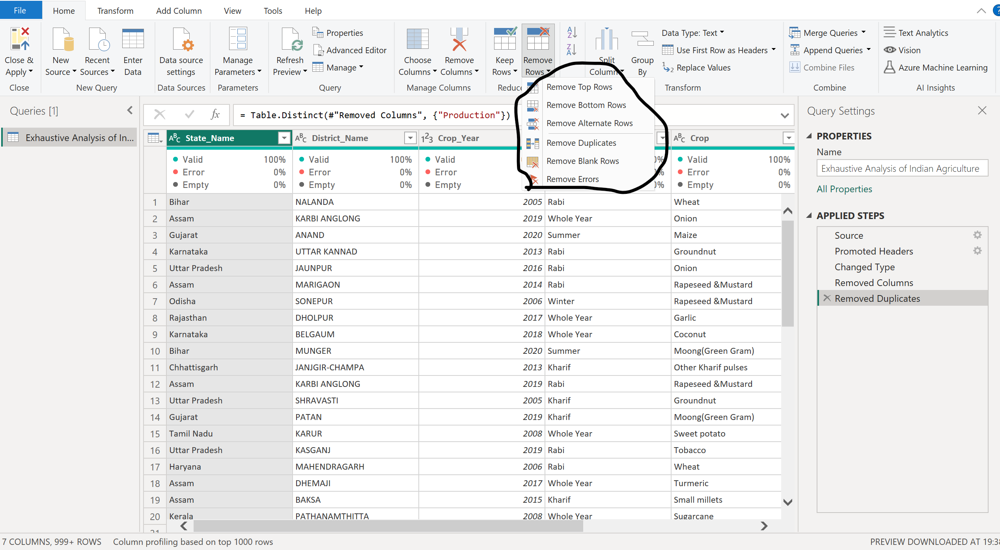 File Home Transform Add Column View Tools Help
Close & Apply
Close
New Source
Recent Sources
Enter Data
New Query
Data source settings
Data Sources
Manage Parameters
Parameters
Refresh Preview
Properties
Advanced Editor
Manage
Query
Choose Columns
Remove Columns
Manage Columns
Keep Rows
Remove Rows
Reduce
Split Column
Group By
Data Type: Text
Use First Row as Headers
Replace Values
Transform
Merge Queries
Append Queries
Combine Files
Combine
Text Analytics
Vision
Azure Machine Learning
AI Insights
Remove Top Rows
Remove Bottom Rows
Remove Alternate Rows
Remove Duplicates
Remove Blank Rows
Remove Errors
Queries [1]
Exhaustive Analysis of In...
fx = Table.Distinct(#"Removed Columns", {"Production"})
State_Name District_Name Crop_Year Crop
Valid 100% Valid 100% Valid Valid 100%
Error 0% Error 0% Error Error 0%
Empty 0% Empty 0% Empty Empty 0%
1 Bihar NALANDA 2005 Rabi Wheat
2 Assam KARBI ANGLONG 2019 Whole Year Onion
3 Gujarat ANAND 2020 Summer Maize
4 Karnataka UTTAR KANNAD 2013 Rabi Groundnut
5 Uttar Pradesh JAUNPUR 2016 Rabi Onion
6 Assam MARIGAON 2014 Rabi Rapeseed &Mustard
7 Odisha SONEPUR 2006 Winter Rapeseed &Mustard
8 Rajasthan DHOLPUR 2017 Whole Year Garlic
9 Karnataka BELGAUM 2018 Whole Year Coconut
10 Bihar MUNGER 2020 Summer Moong(Green Gram)
11 Chhattisgarh JANJGIR-CHAMPA 2013 Kharif Other Kharif pulses
12 Assam KARBI ANGLONG 2019 Rabi Rapeseed &Mustard
13 Uttar Pradesh SHRAVASTI 2005 Kharif Groundnut
14 Gujarat PATAN 2019 Kharif Moong(Green Gram)
15 Tamil Nadu KARUR 2008 Whole Year Sweet potato
16 Uttar Pradesh KASGANJ 2019 Rabi Tobacco
17 Haryana MAHENDRAGARH 2006 Rabi Wheat
18 Assam DHEMAJI 2017 Whole Year Turmeric
19 Assam BAKSA 2015 Kharif Small millets
20 Kerala PATHANAMTHITTA 2008 Whole Year Sugarcane
21
Query Settings
PROPERTIES
Name
Exhaustive Analysis of Indian Agriculture
All Properties
APPLIED STEPS
Source
Promoted Headers
Changed Type
Removed Columns
Removed Duplicates
7 COLUMNS, 999+ ROWS Column profiling based on top 1000 rows
PREVIEW DOWNLOADED AT 19:38